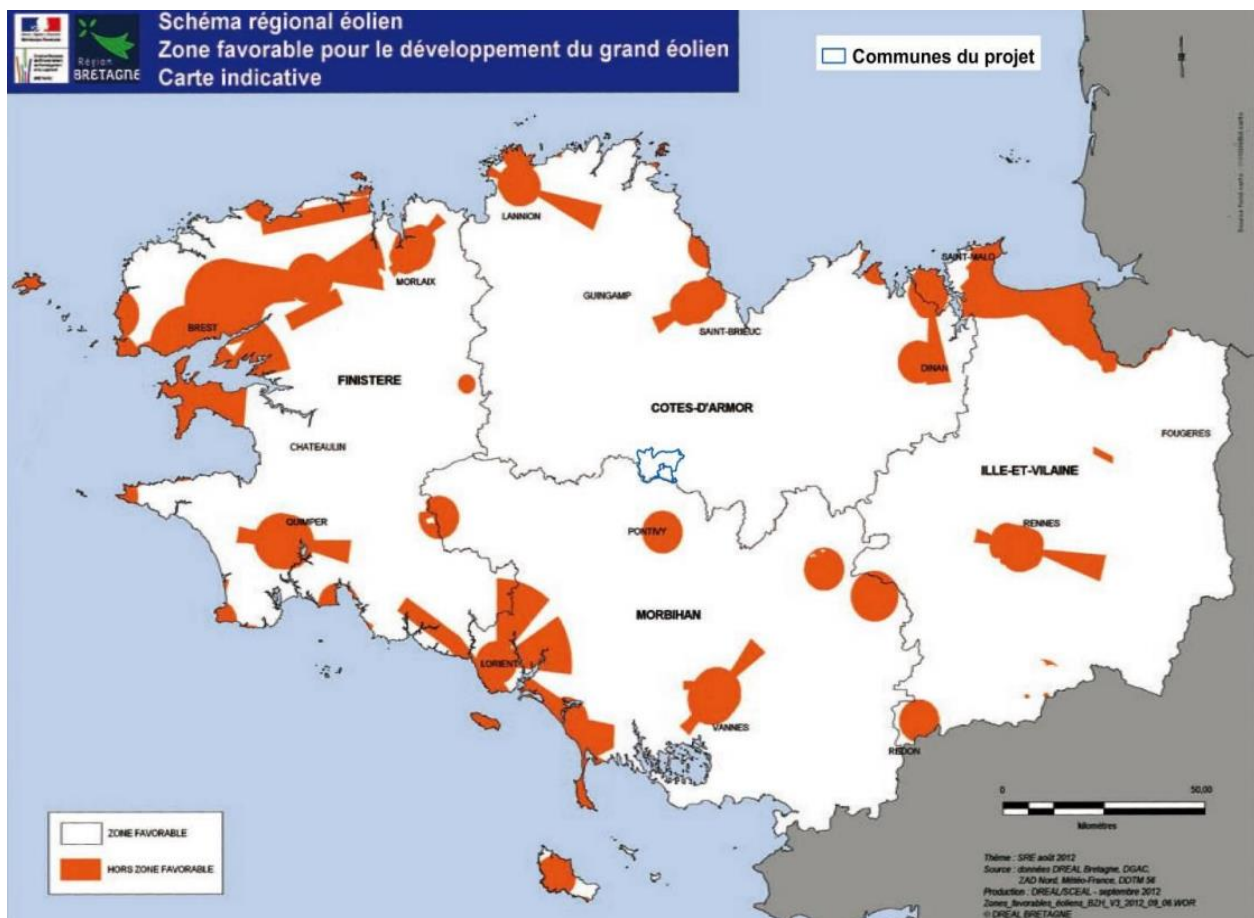 Schéma régional éolien
Zone favorable pour le développement du grand éolien
Carte indicative
Région
BRETAGNE
Communes du projet
LANNION
MORLAIX
GUINGAMP
SAINT-BRIEUC
SAINT-MALO
BREST
DINAN
FINISTERE
COTES-D'ARMOR
FOUGERES
CHATEAULIN
ILLE-ET-VILAINE
QUIMPER
PONTIVY
RENNES
MORBIHAN
LORIENT
VANNES
REDON
0 50,00
kilomètres
ZONE FAVORABLE
HORS ZONE FAVORABLE
Thème : SRE août 2012
Source : données DREAL Bretagne, DGAC,
ZAD Nord, Météo-France, DDTM 56
Production : DREAL/SCEAL - septembre 2012
Zones_favorables_éoliens_BZH_V3_2012_09_06.WOR
© DREAL BRETAGNE